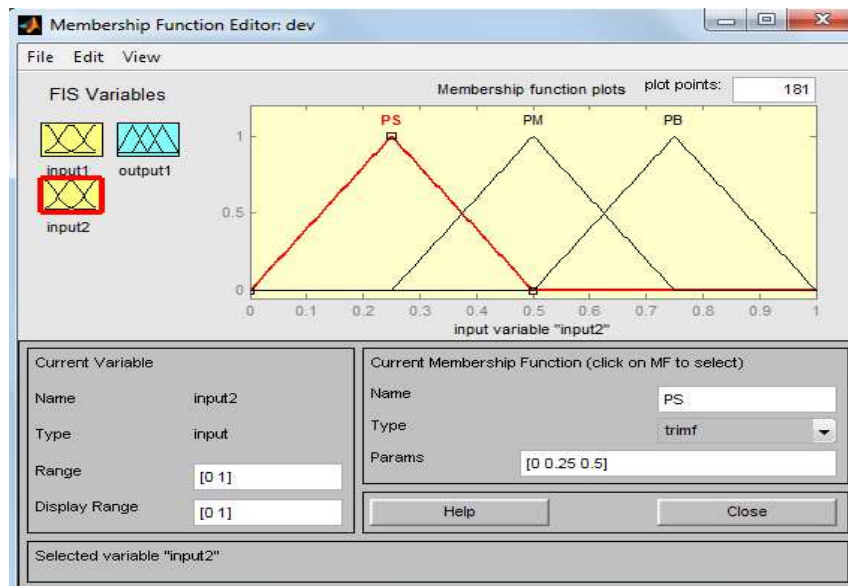 Membership Function Editor: dev
File Edit View
FIS Variables
Membership function plots plot points: 181
input1 output1
input2
PS PM PB
1
0.5
0
0 0.1 0.2 0.3 0.4 0.5 0.6 0.7 0.8 0.9 1
input variable "input2"
Current Variable
Name input2
Type input
Range [0 1]
Display Range [0 1]
Current Membership Function (click on MF to select)
Name PS
Type trimf
Params [0 0.25 0.5]
Help Close
Selected variable "input2"